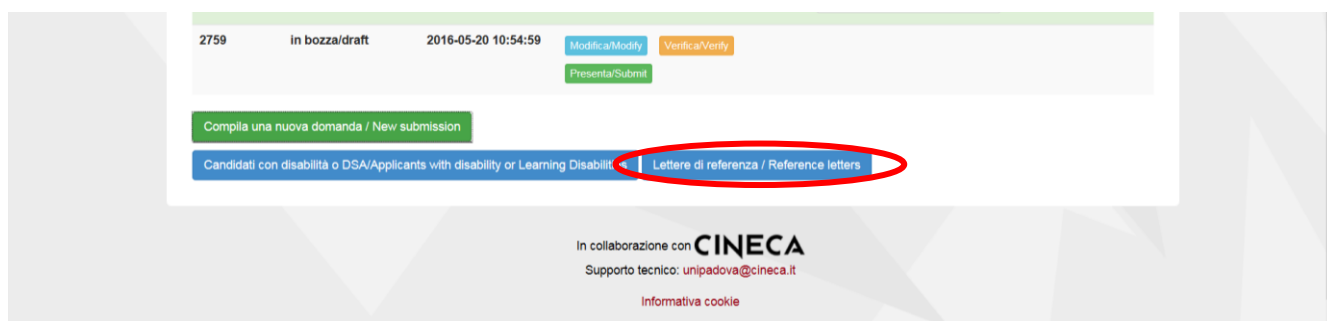 2759 in bozza/draft 2016-05-20 10:54:59 Modifica/Modify Verifica/Verify
Presenta/Submit
Compila una nuova domanda / New submission
Candidati con disabilità o DSA/Applicants with disability or Learning Disabilities Lettere di referenza / Reference letters
In collaborazione con CINECA
Supporto tecnico: unipadova@cineca.it
Informativa cookie